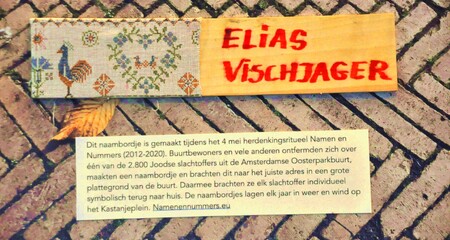 ELIAS
VISCHJAGER
Dit naambordje is gemaakt tijdens het 4 mei herdenkingsritueel Namen en
Nummers (2012-2020). Buurtbewoners en vele anderen ontfermden zich over
één van de 2.800 Joodse slachtoffers uit de Amsterdamse Oosterparkbuurt,
maakten een naambordje en brachten dit naar het juiste adres in een grote
plattegrond van de buurt. Daarmee brachten ze elk slachtoffer individueel
symbolisch terug naar huis. De naambordjes lagen elk jaar in weer en wind op
het Kastanjeplein. Namenennummers.eu